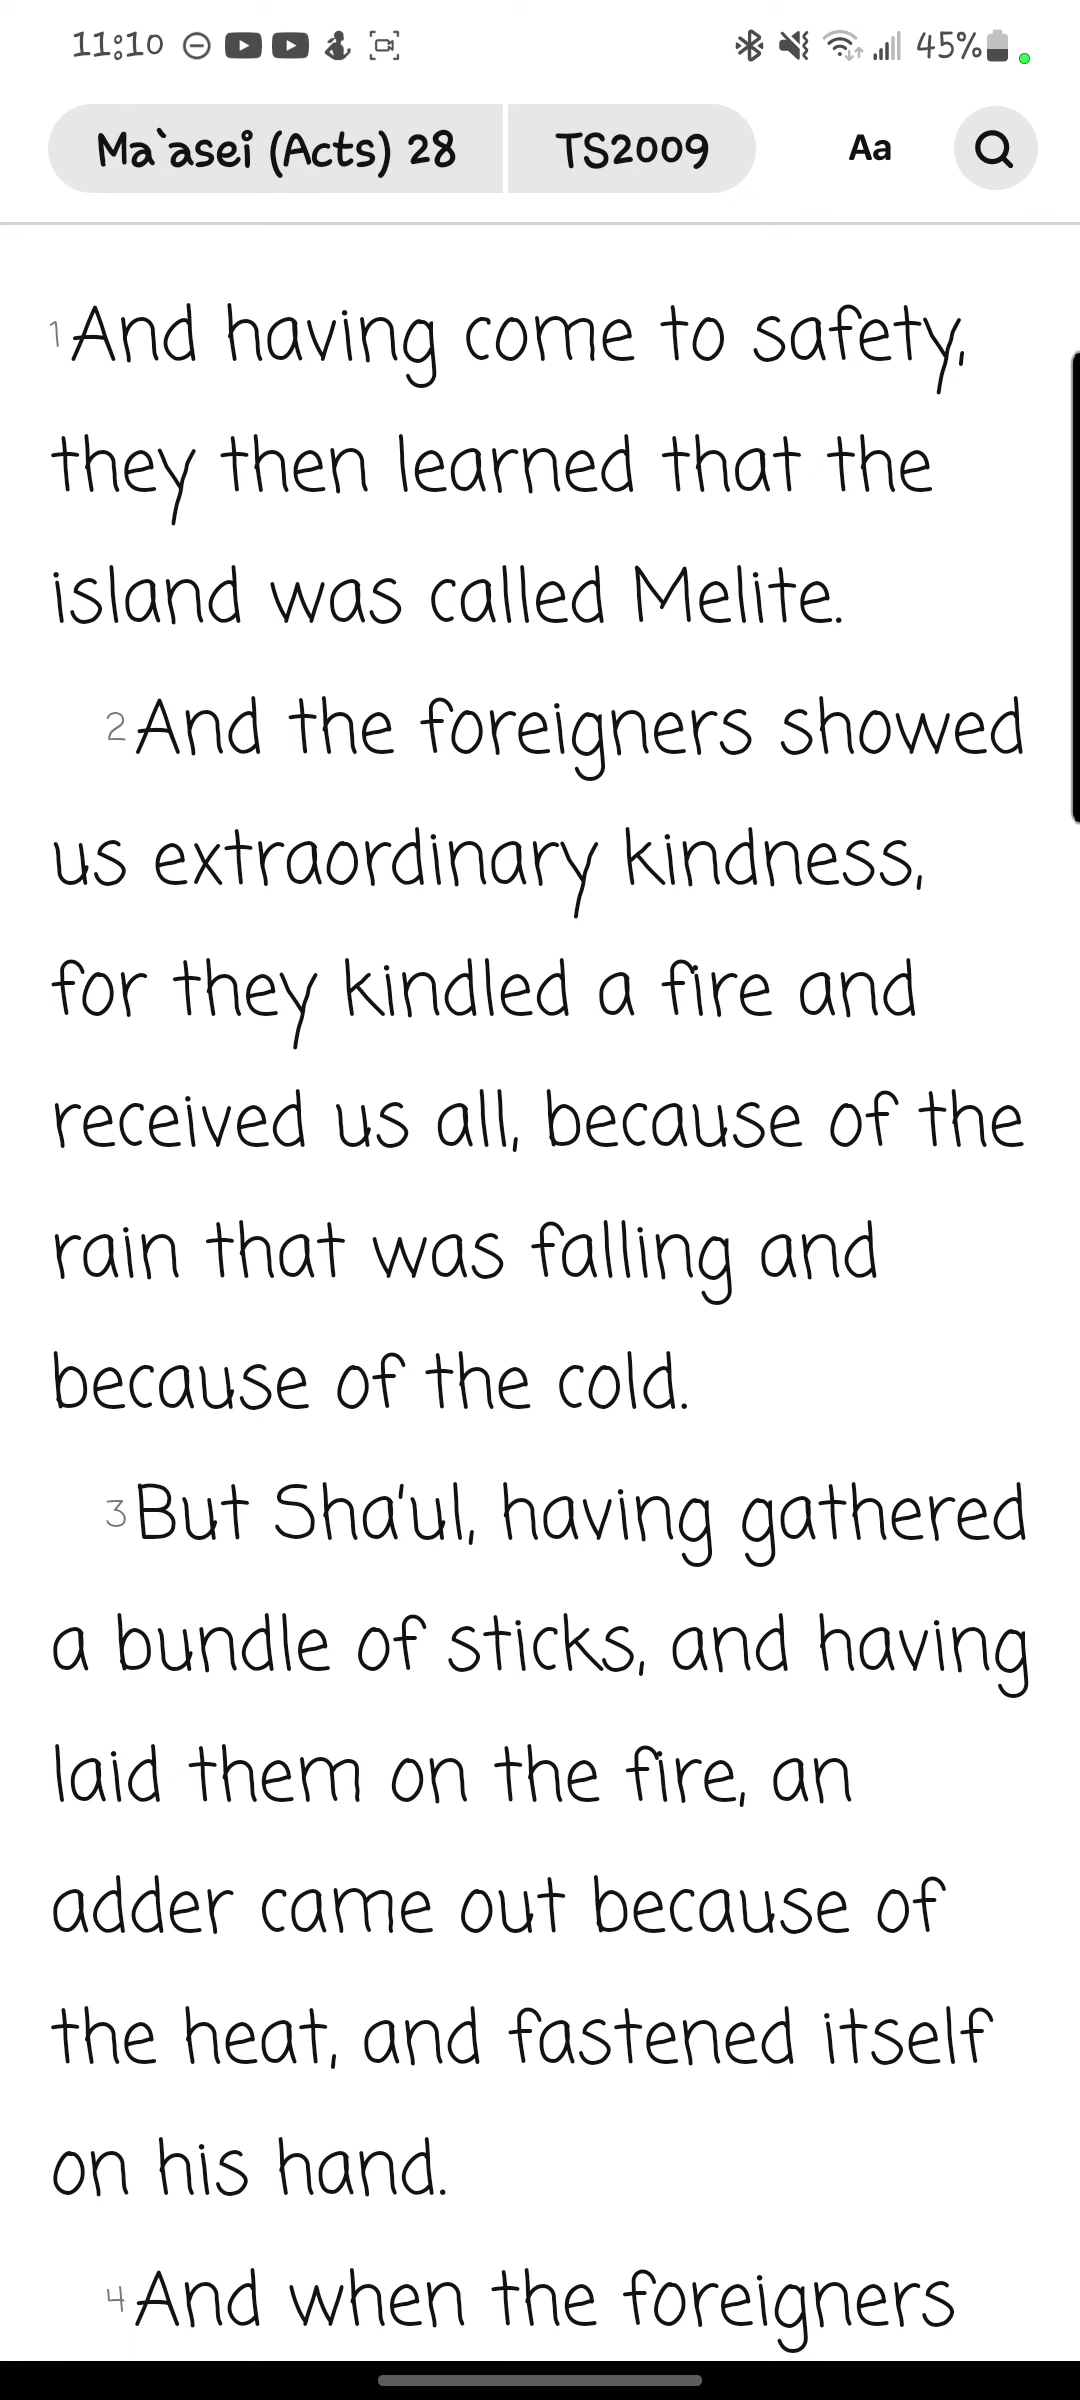 11:10 45%
Ma`asei (Acts) 28 TS2009 Aa
1 And having come to safety,
they then learned that the
island was called Melite.
2 And the foreigners showed
us extraordinary kindness,
for they kindled a fire and
received us all, because of the
rain that was falling and
because of the cold.
3 But Sha'ul, having gathered
a bundle of sticks, and having
laid them on the fire, an
adder came out because of
the heat, and fastened itself
on his hand.
4 And when the foreigners